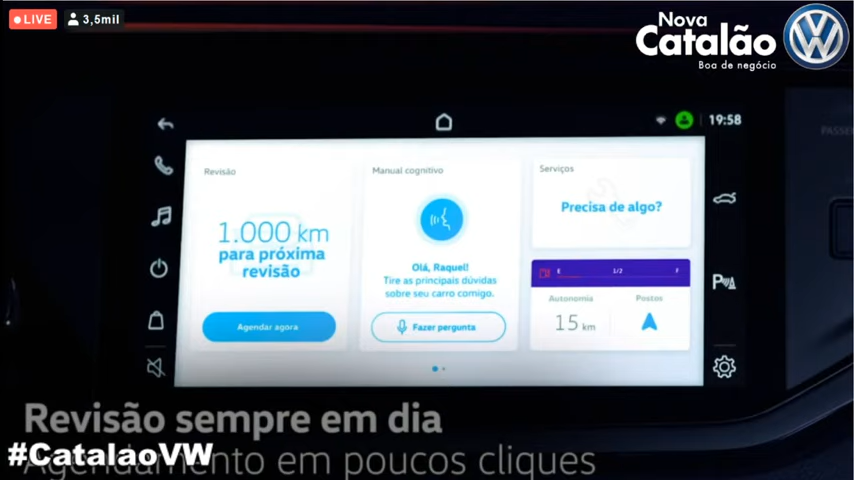 LIVE
3,5mil
Nova
Catalão
Boa de negócio
19:58
Revisão
1.000 km
para próxima
revisão
Agendar agora
Manual cognitivo
Olá, Raquel!
Tire as principais dúvidas
sobre seu carro comigo.
Fazer pergunta
Serviços
Precisa de algo?
E 1/2 F
Autonomia
15 km
Postos
Revisão sempre em dia
#CatalaoVW
Agendamento em poucos cliques